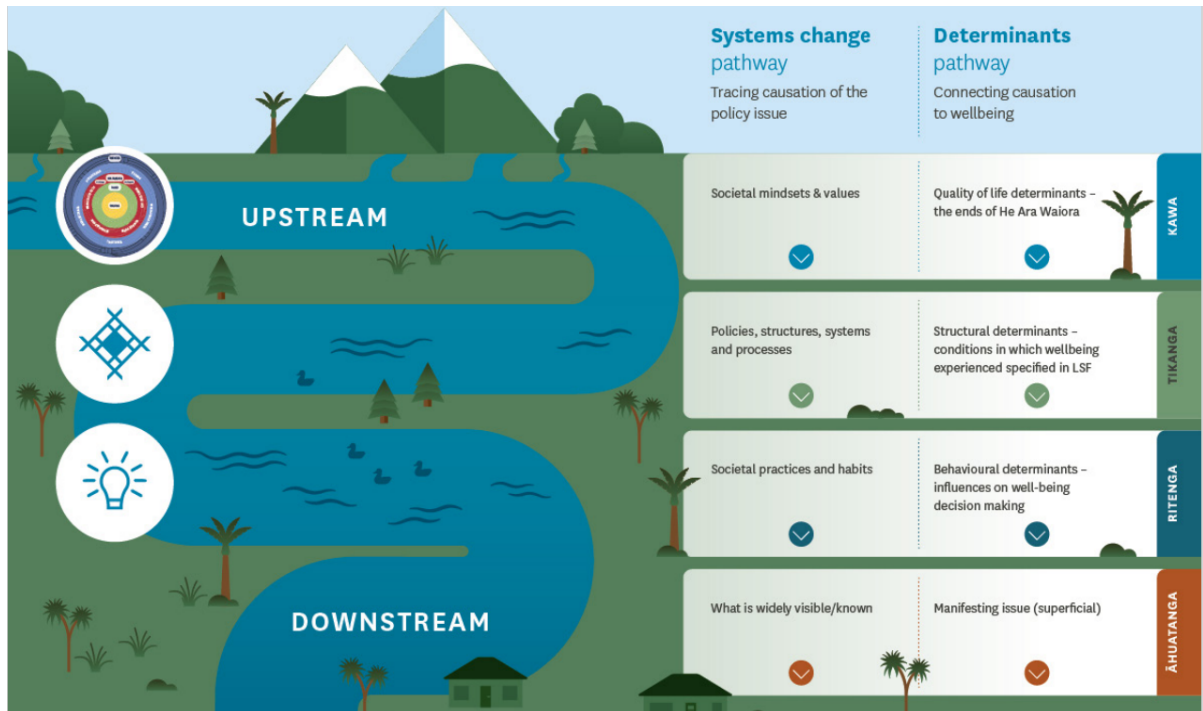 Systems change
pathway
Tracing causation of the
policy issue
Determinants
pathway
Connecting causation
to wellbeing
UPSTREAM
Societal mindsets & values
Quality of life determinants –
the ends of He Ara Waiora
KAWA
Policies, structures, systems
and processes
Structural determinants –
conditions in which wellbeing
experienced specified in LSF
TIKANGA
Societal practices and habits
Behavioural determinants –
influences on well-being
decision making
RITENGA
DOWNSTREAM
What is widely visible/known
Manifesting issue (superficial)
ĀHUATANGA